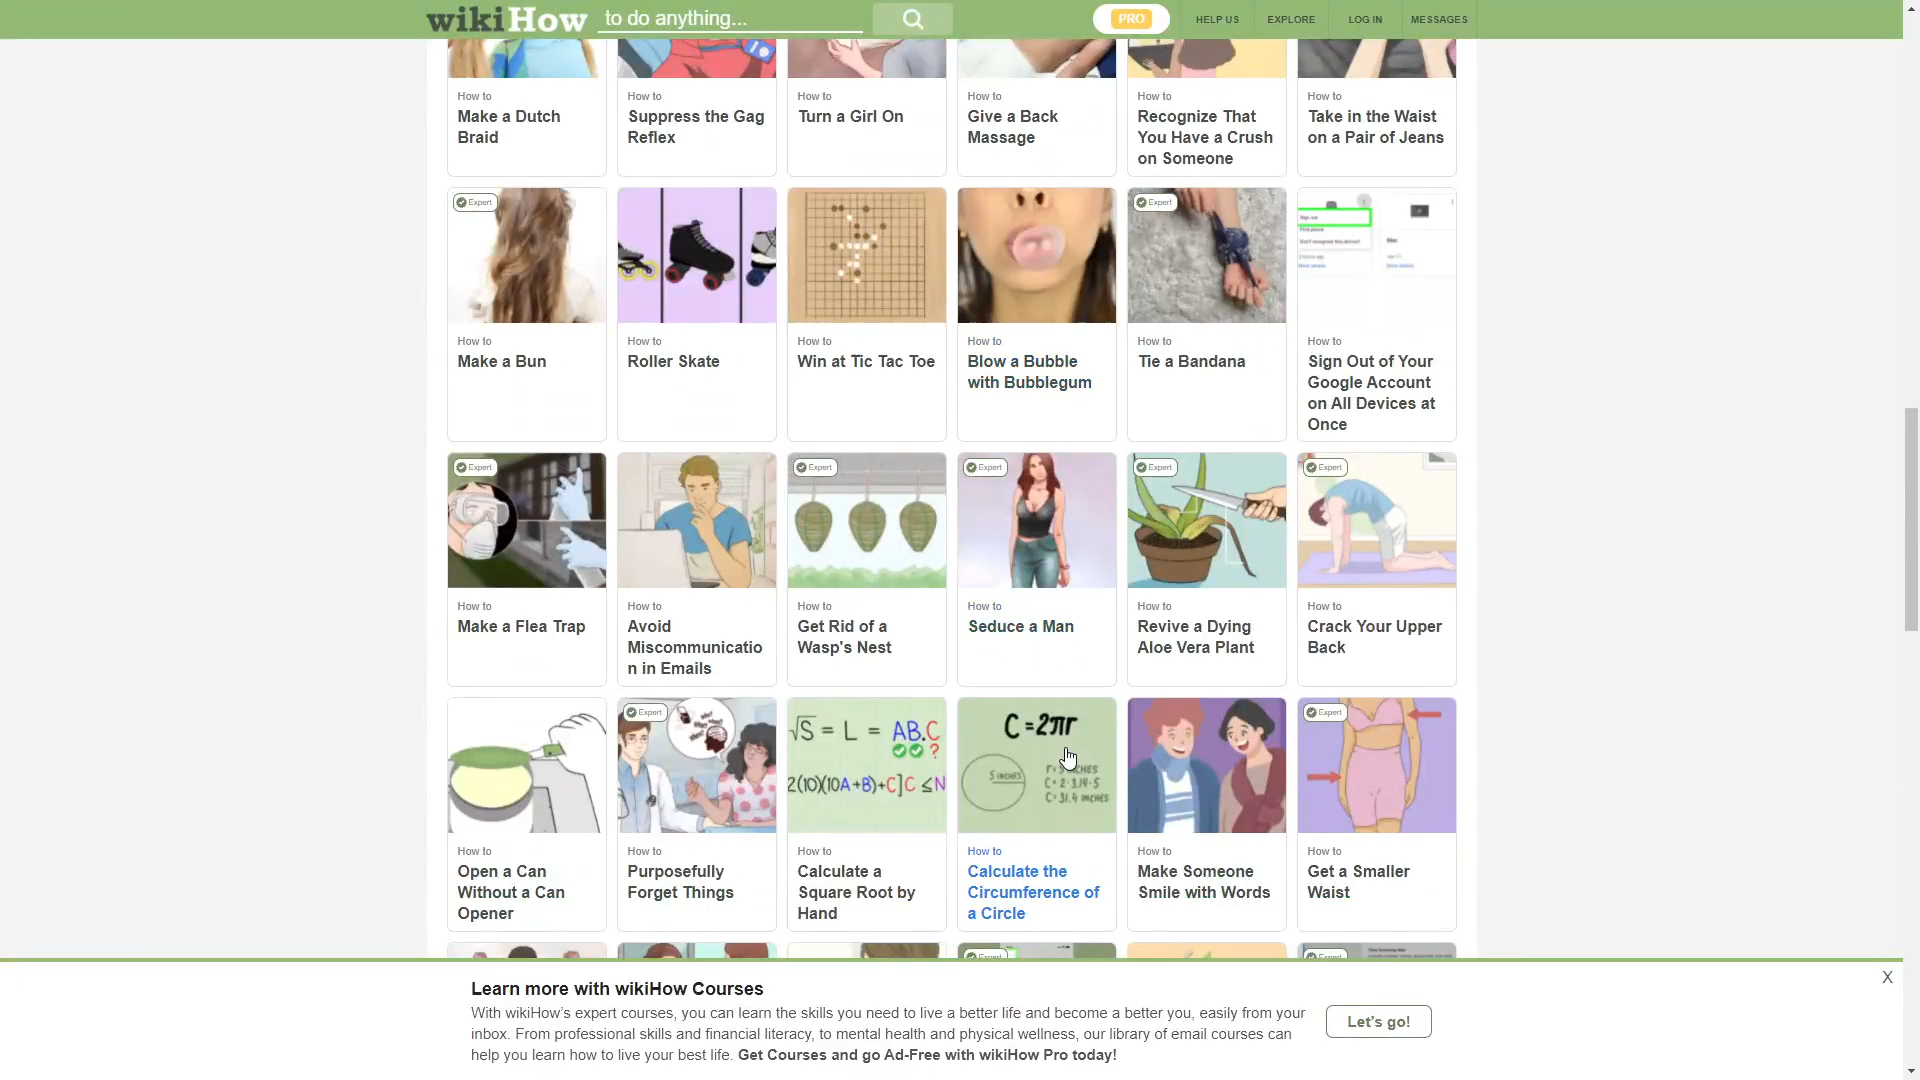 wikiHow to do anything...
PRO
HELP US
EXPLORE
LOG IN
MESSAGES
How to
Make a Dutch
Braid
How to
Suppress the Gag
Reflex
How to
Turn a Girl On
How to
Give a Back
Massage
How to
Recognize That
You Have a Crush
on Someone
How to
Take in the Waist
on a Pair of Jeans
Expert
How to
Make a Bun
How to
Roller Skate
How to
Win at Tic Tac Toe
How to
Blow a Bubble
with Bubblegum
Expert
How to
Tie a Bandana
Sign out
How to
Sign Out of Your
Google Account
on All Devices at
Once
Expert
How to
Make a Flea Trap
How to
Avoid
Miscommunicatio
n in Emails
Expert
How to
Get Rid of a
Wasp's Nest
Expert
How to
Seduce a Man
Expert
How to
Revive a Dying
Aloe Vera Plant
Expert
How to
Crack Your Upper
Back
How to
Open a Can
Without a Can
Opener
Expert
How to
Purposefully
Forget Things
√S = L = AB.C
?
2(10)(10A+B)+C]C ≤N
How to
Calculate a
Square Root by
Hand
C=2πr
5 INCHES
C= 2·3.14·5
C= 31.4 INCHES
How to
Calculate the
Circumference of
a Circle
How to
Make Someone
Smile with Words
Expert
How to
Get a Smaller
Waist
Expert
Expert
Learn more with wikiHow Courses
X
With wikiHow's expert courses, you can learn the skills you need to live a better life and become a better you, easily from your
inbox. From professional skills and financial literacy, to mental health and physical wellness, our library of email courses can
help you learn how to live your best life. Get Courses and go Ad-Free with wikiHow Pro today!
Let's go!